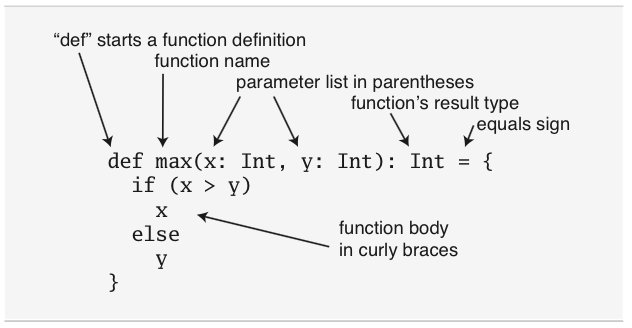 “def” starts a function definition
function name
parameter list in parentheses
function’s result type
equals sign
def max(x: Int, y: Int): Int = {
if (x > y)
x
else
y
}
function body
in curly braces